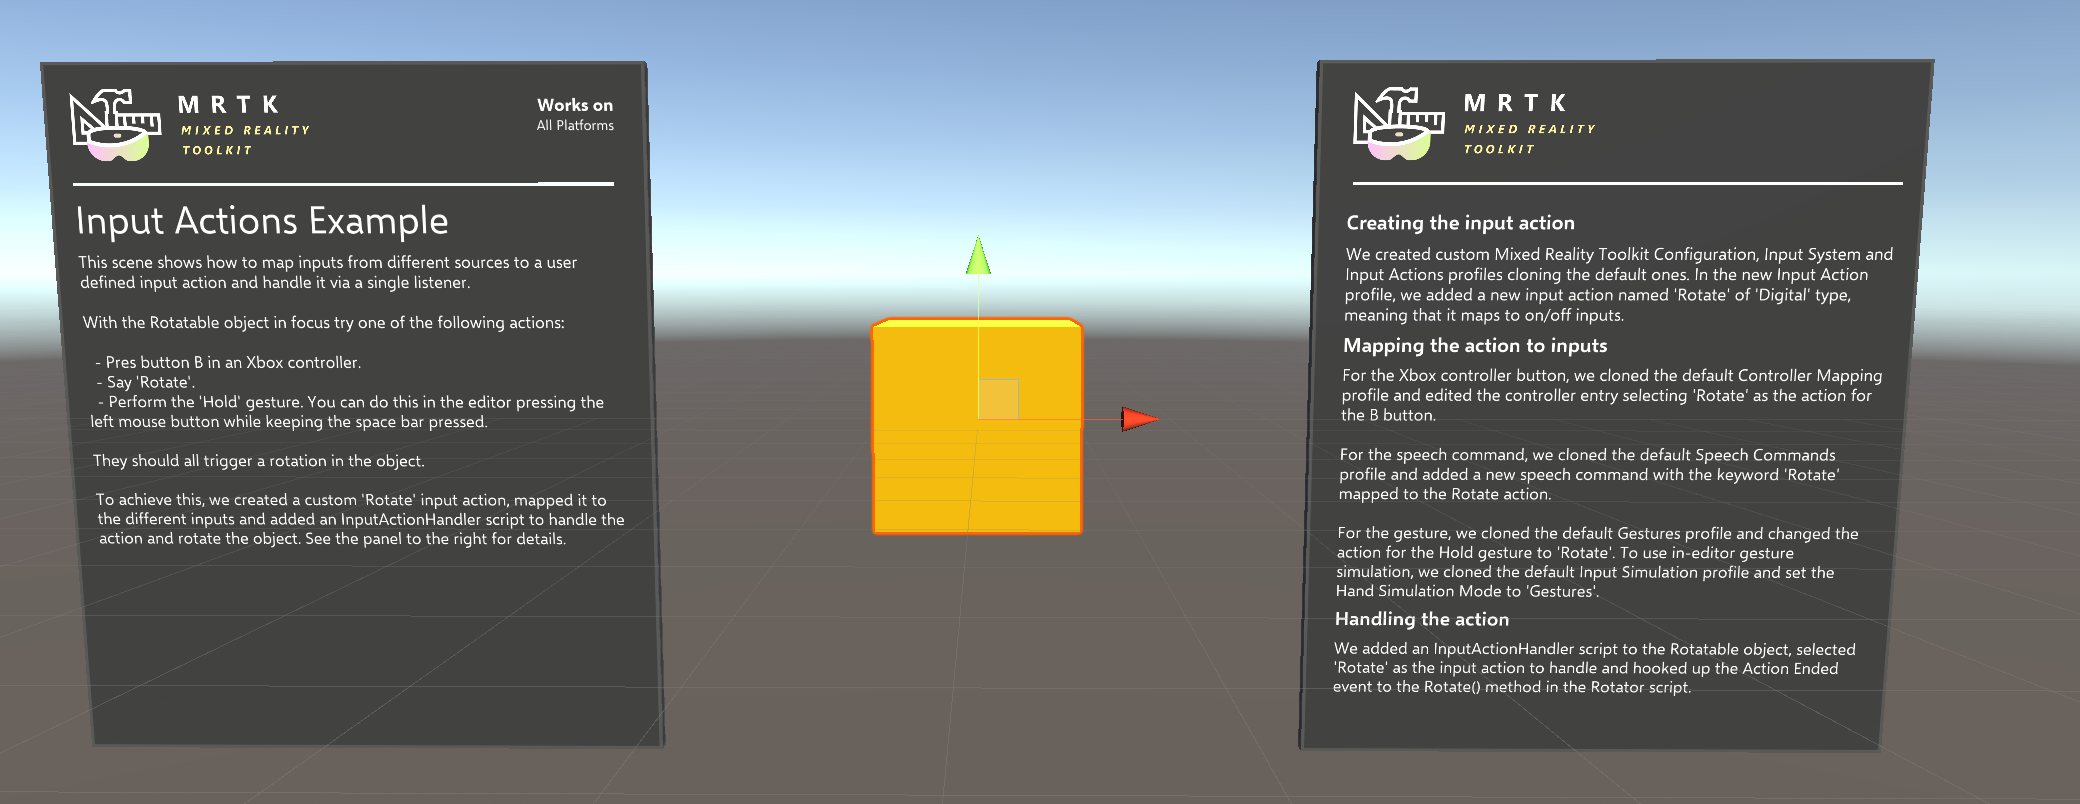 MRTK
MIXED REALITY
TOOLKIT
Works on
All Platforms
Input Actions Example
This scene shows how to map inputs from different sources to a user
defined input action and handle it via a single listener.
With the Rotatable object in focus try one of the following actions:
- Pres button B in an Xbox controller.
- Say 'Rotate'.
- Perform the 'Hold' gesture. You can do this in the editor pressing the
left mouse button while keeping the space bar pressed.
They should all trigger a rotation in the object.
To achieve this, we created a custom 'Rotate' input action, mapped it to
the different inputs and added an InputActionHandler script to handle the
action and rotate the object. See the panel to the right for details.
MRTK
MIXED REALITY
TOOLKIT
Creating the input action
We created custom Mixed Reality Toolkit Configuration, Input System and
Input Actions profiles cloning the default ones. In the new Input Action
profile, we added a new input action named 'Rotate' of 'Digital' type,
meaning that it maps to on/off inputs.
Mapping the action to inputs
For the Xbox controller button, we cloned the default Controller Mapping
profile and edited the controller entry selecting 'Rotate' as the action for
the B button.
For the speech command, we cloned the default Speech Commands
profile and added a new speech command with the keyword 'Rotate'
mapped to the Rotate action.
For the gesture, we cloned the default Gestures profile and changed the
action for the Hold gesture to 'Rotate'. To use in-editor gesture
simulation, we cloned the default Input Simulation profile and set the
Hand Simulation Mode to 'Gestures'.
Handling the action
We added an InputActionHandler script to the Rotatable object, selected
'Rotate' as the input action to handle and hooked up the Action Ended
event to the Rotate() method in the Rotator script.